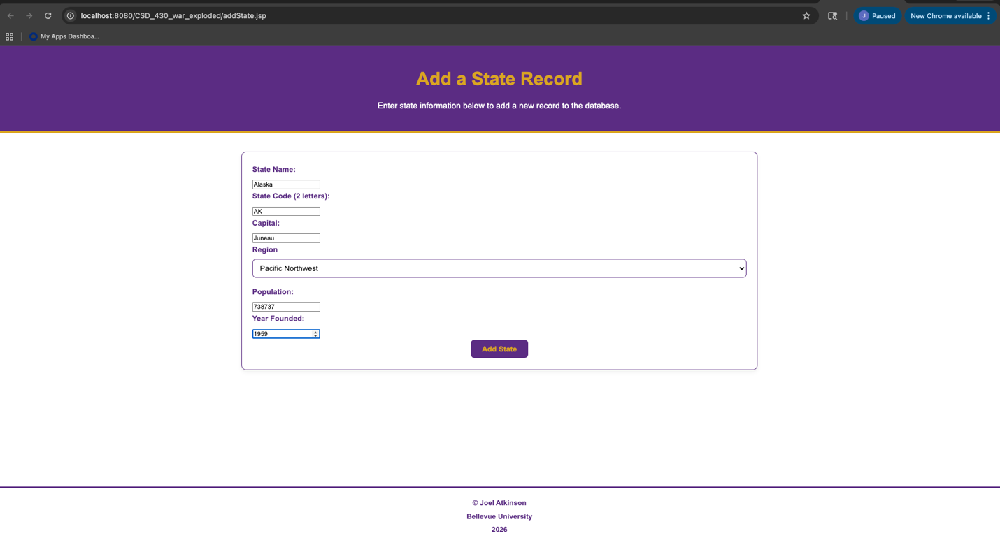 localhost:8080/CSD_430_war_exploded/addState.jsp
J Paused
New Chrome available
My Apps Dashboa...
Add a State Record
Enter state information below to add a new record to the database.
State Name:
Alaska
State Code (2 letters):
AK
Capital:
Juneau
Region
Pacific Northwest
Population:
738737
Year Founded:
1959
Add State
© Joel Atkinson
Bellevue University
2026